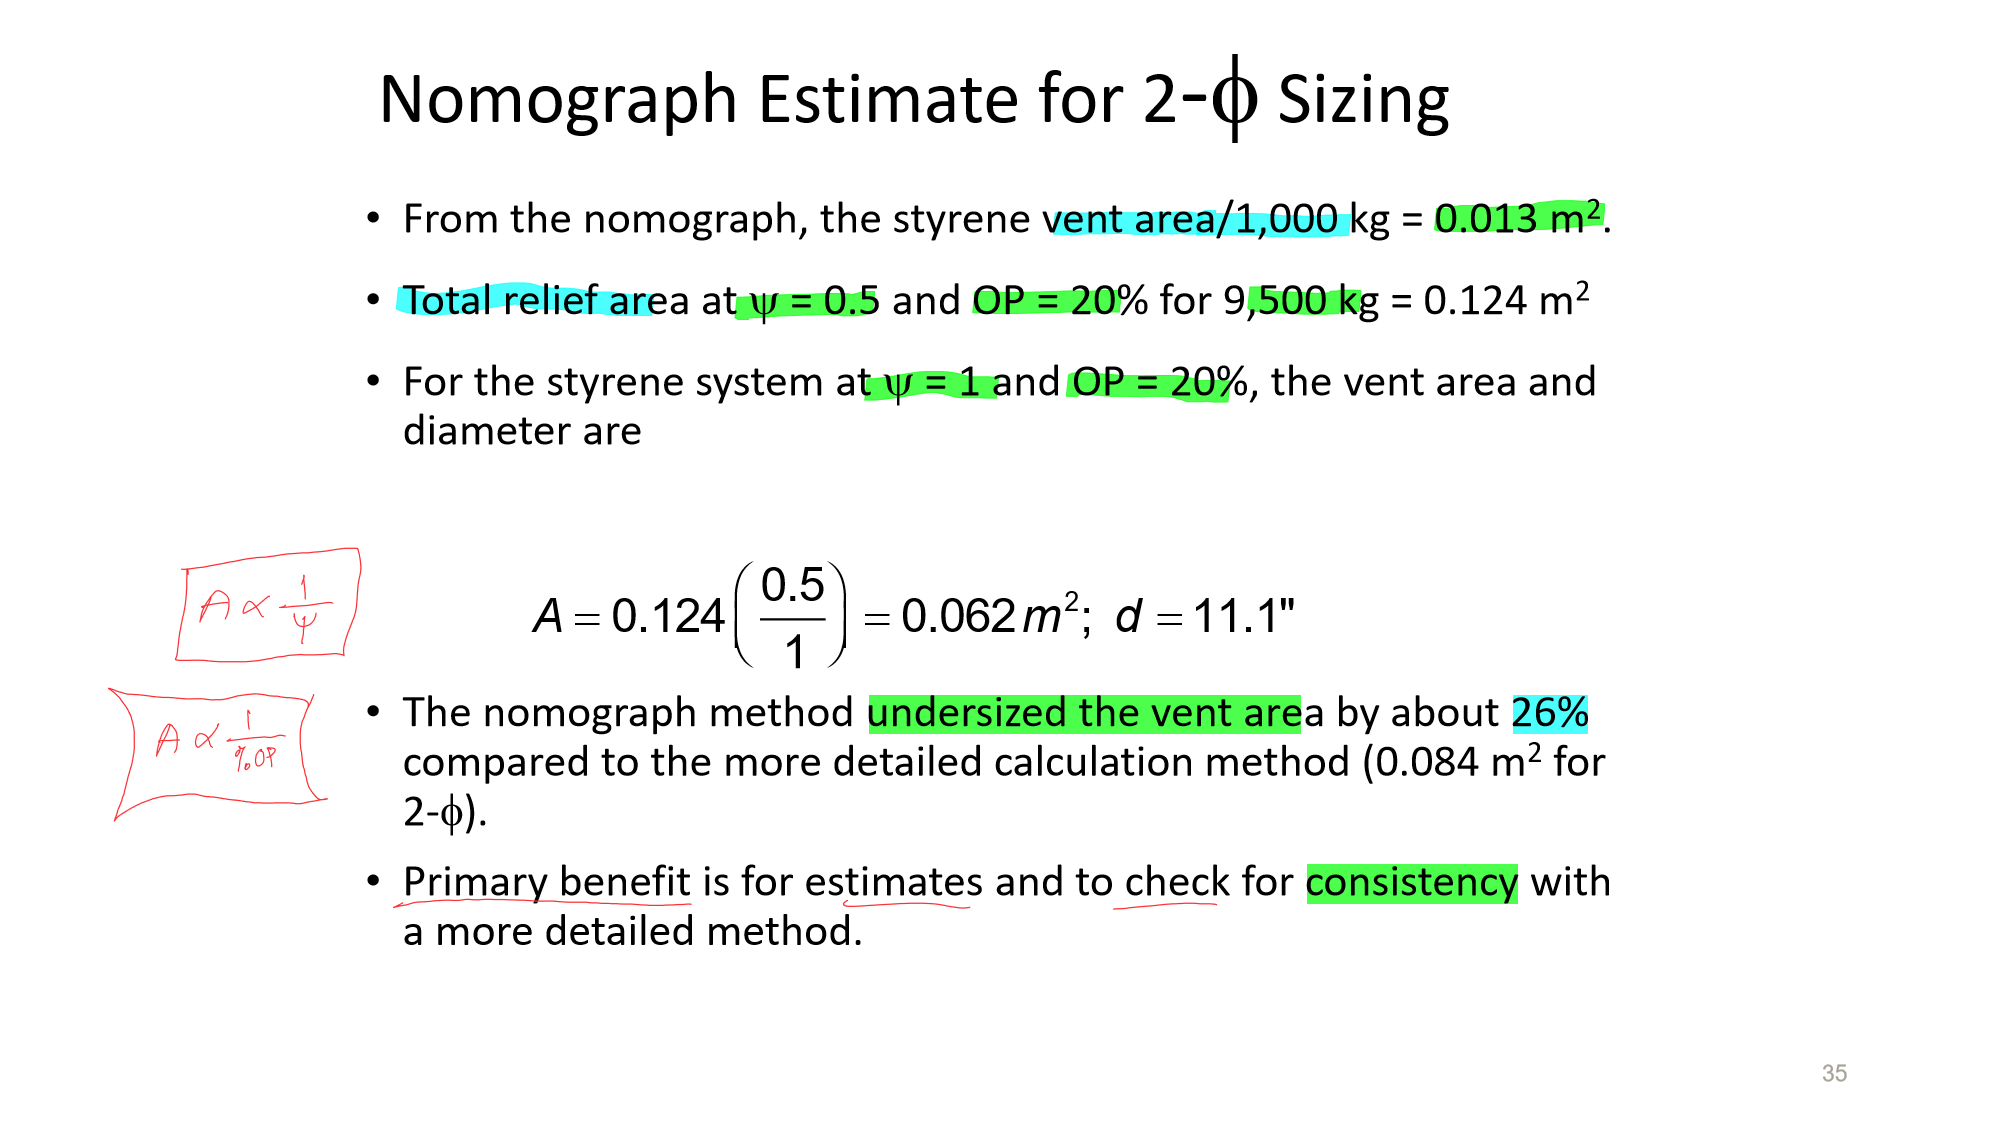 Nomograph Estimate for 2-ϕ Sizing
• From the nomograph, the styrene vent area/1,000 kg = 0.013 m².
• Total relief area at ψ = 0.5 and OP = 20% for 9,500 kg = 0.124 m²
• For the styrene system at ψ = 1 and OP = 20%, the vent area and
diameter are
A ∝ 1/ψ
A = 0.124 (0.5/1) = 0.062 m²; d = 11.1"
A ∝ 1/%OP
• The nomograph method undersized the vent area by about 26%
compared to the more detailed calculation method (0.084 m² for
2-ϕ).
• Primary benefit is for estimates and to check for consistency with
a more detailed method.
35